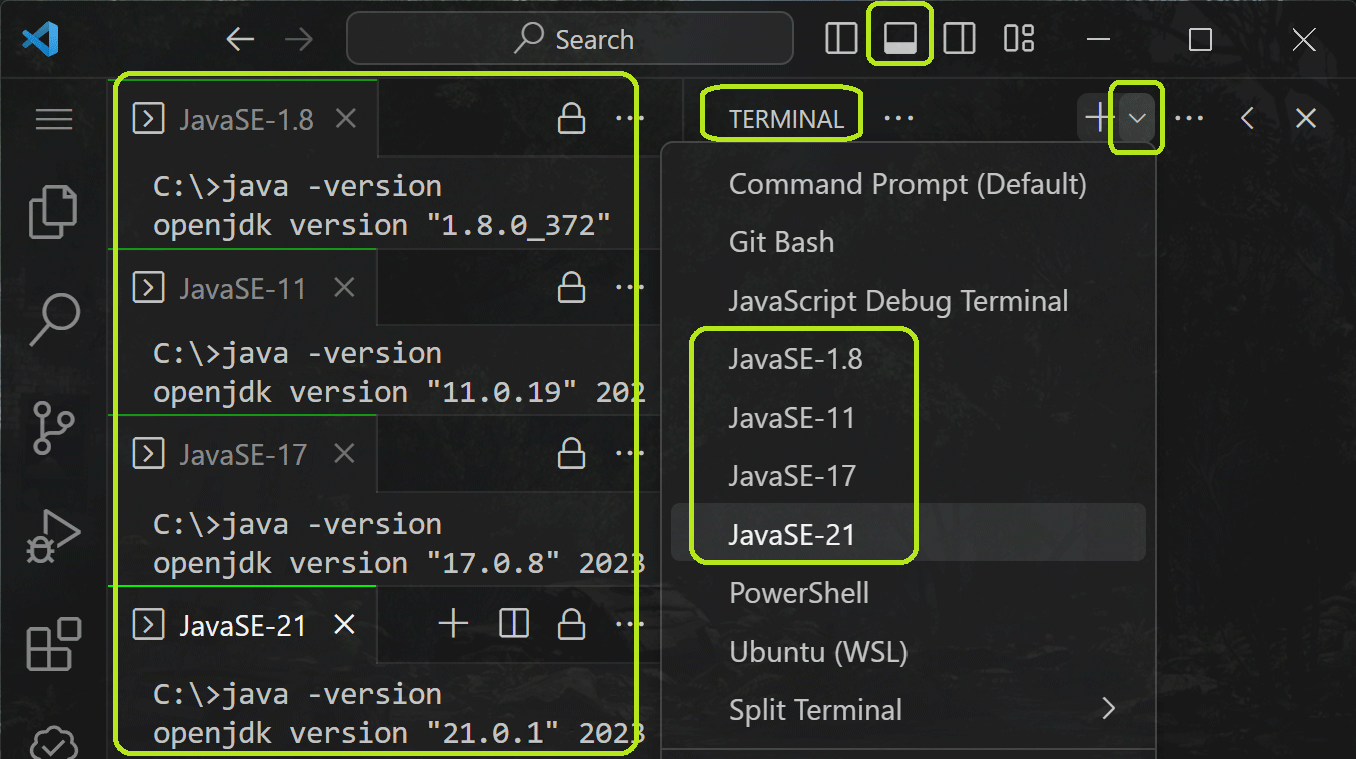 Search
JavaSE-1.8
C:\>java -version
openjdk version "1.8.0_372"
JavaSE-11
C:\>java -version
openjdk version "11.0.19" 202
JavaSE-17
C:\>java -version
openjdk version "17.0.8" 2023
JavaSE-21
C:\>java -version
openjdk version "21.0.1" 2023
TERMINAL
Command Prompt (Default)
Git Bash
JavaScript Debug Terminal
JavaSE-1.8
JavaSE-11
JavaSE-17
JavaSE-21
PowerShell
Ubuntu (WSL)
Split Terminal